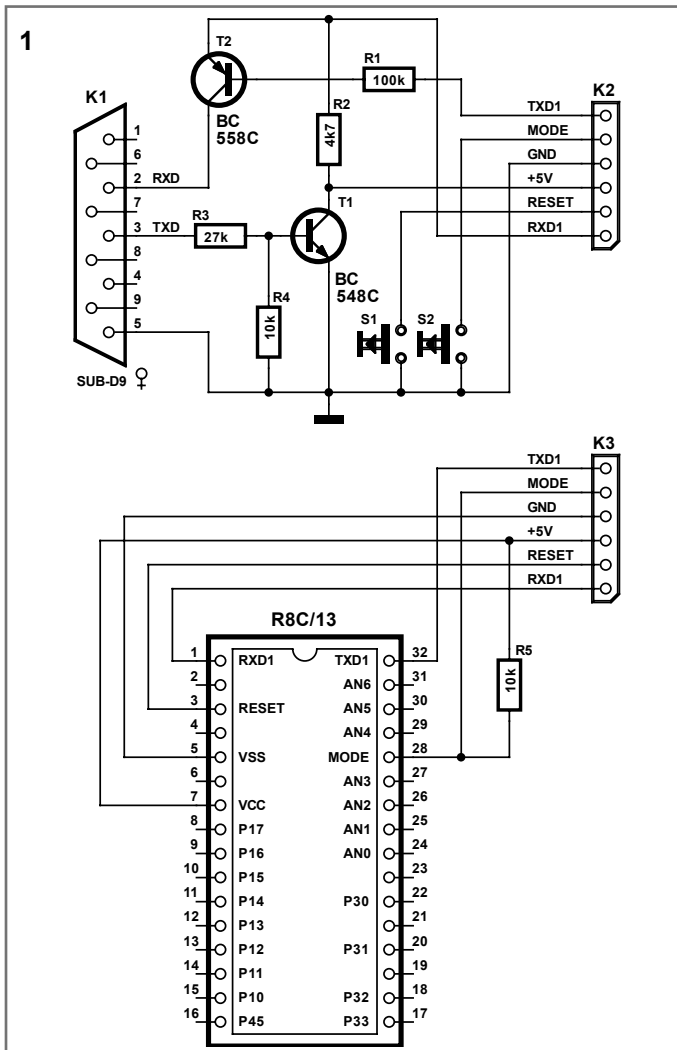 1
T2
BC
558C
R1
100k
R2
4k7
K1
1
6
2
7
3
8
4
9
5
RXD
TXD
SUB-D9 ♀
R3
27k
R4
10k
T1
BC
548C
S1
S2
K2
TXD1
MODE
GND
+5V
RESET
RXD1
K3
TXD1
MODE
GND
+5V
RESET
RXD1
R5
10k
R8C/13
1 RXD1 TXD1 32
2 AN6 31
3 RESET AN5 30
4 AN4 29
5 VSS MODE 28
6 AN3 27
7 VCC AN2 26
8 P17 AN1 25
9 P16 AN0 24
10 P15 23
11 P14 P30 22
12 P13 21
13 P12 P31 20
14 P11 19
15 P10 P32 18
16 P45 P33 17